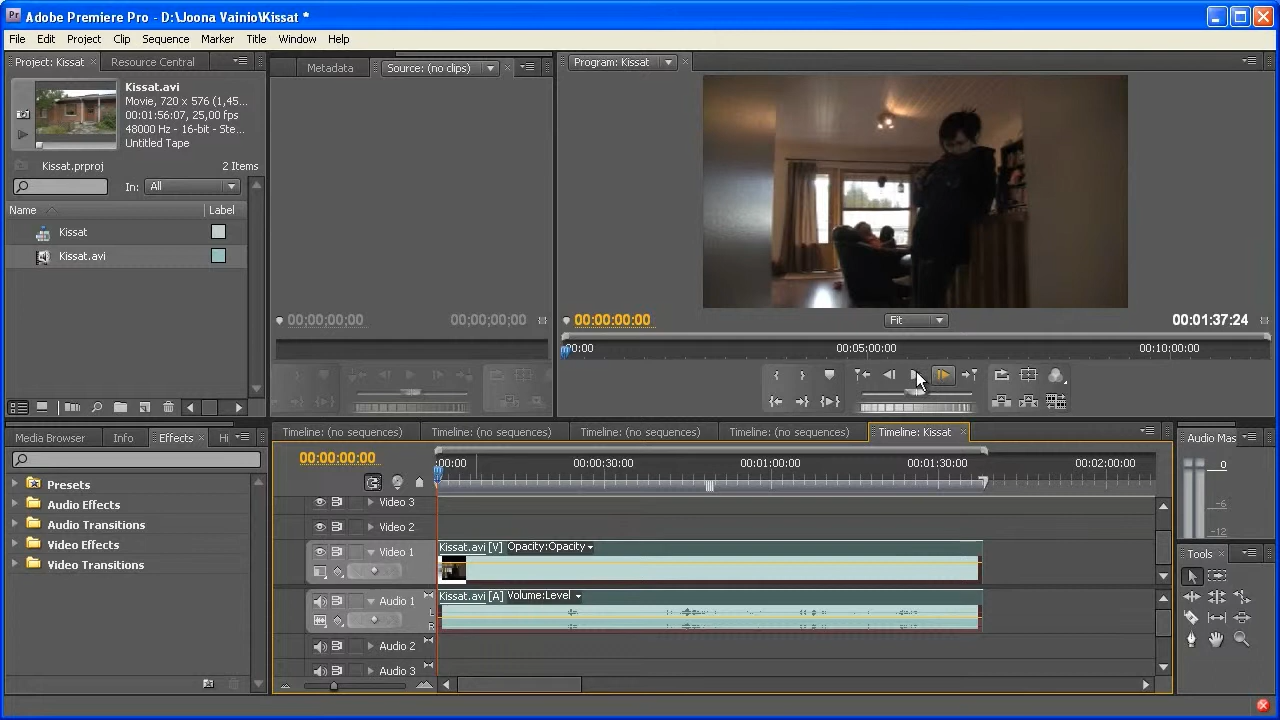 Adobe Premiere Pro - D:\Joona Vainio\Kissat *
File Edit Project Clip Sequence Marker Title Window Help
Project: Kissat Resource Central
Kissat.avi
Movie, 720 x 576 (1,45...
00:01:56:07, 25,00 fps
48000 Hz - 16-bit - Ste...
Untitled Tape
Kissat.prproj 2 Items
In: All
Name Label
Kissat
Kissat.avi
Metadata Source: (no clips)
00;00;00;00 00;00;00;00
Program: Kissat
00:00:00:00 Fit 00:01:37:24
00:00 00:05:00:00 00:10:00:00
Media Browser Info Effects Hi
Presets
Audio Effects
Audio Transitions
Video Effects
Video Transitions
Timeline: (no sequences) Timeline: (no sequences) Timeline: (no sequences) Timeline: (no sequences) Timeline: Kissat
00:00:00:00 :00:00 00:00:30:00 00:01:00:00 00:01:30:00 00:02:00:00
Video 3
Video 2
Video 1 Kissat.avi [V] Opacity:Opacity
Audio 1 Kissat.avi [A] Volume:Level
L
R
Audio 2
Audio 3
Audio Mas
0
-6
-12
Tools